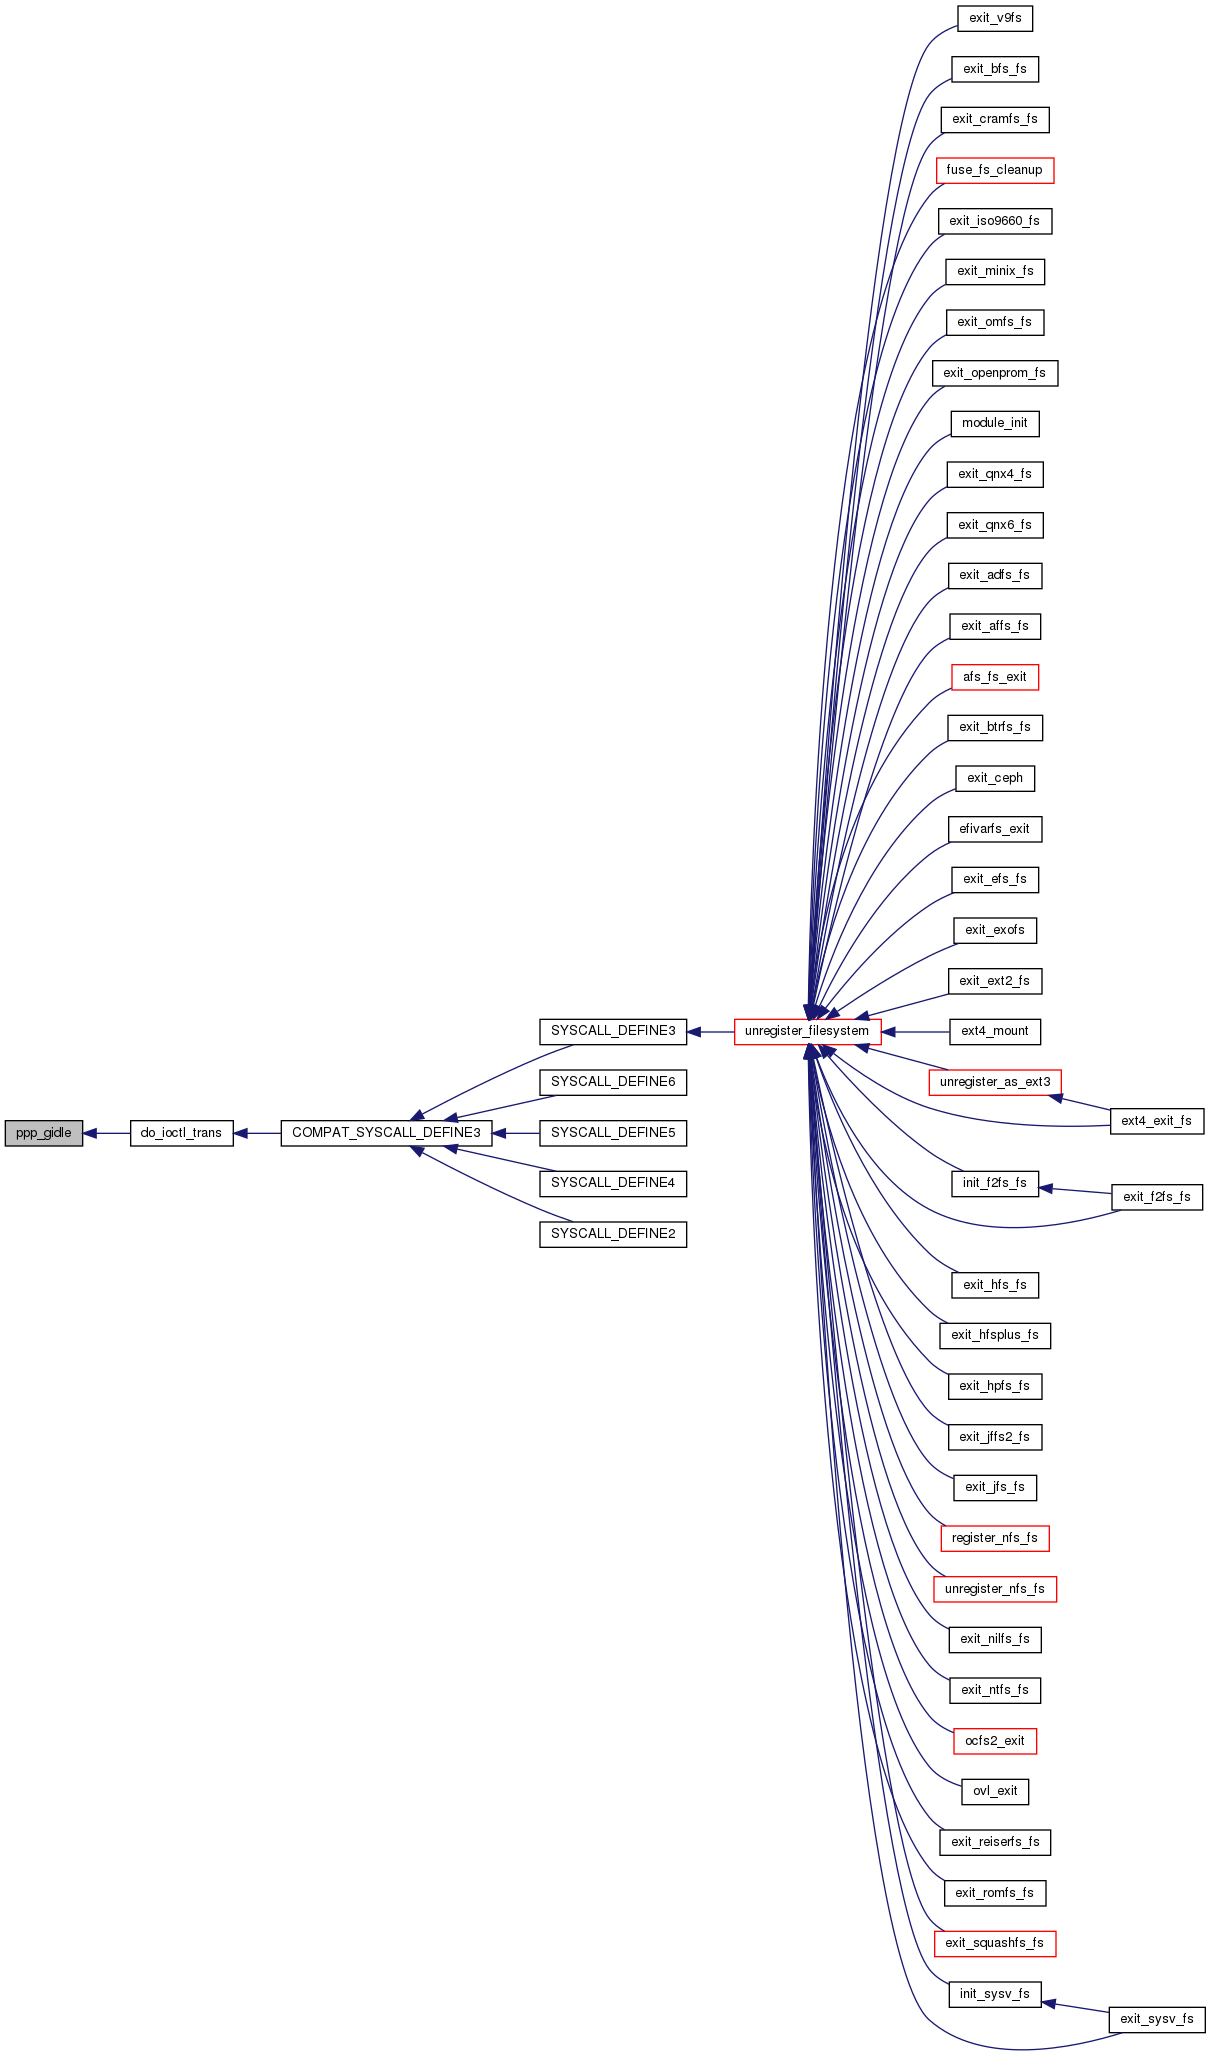 exit_v9fs
exit_bfs_fs
exit_cramfs_fs
fuse_fs_cleanup
exit_iso9660_fs
exit_minix_fs
exit_omfs_fs
exit_openprom_fs
module_init
exit_qnx4_fs
exit_qnx6_fs
exit_adfs_fs
exit_affs_fs
afs_fs_exit
exit_btrfs_fs
exit_ceph
efivarfs_exit
exit_efs_fs
exit_exofs
exit_ext2_fs
SYSCALL_DEFINE3
unregister_filesystem
ext4_mount
SYSCALL_DEFINE6
unregister_as_ext3
ext4_exit_fs
ppp_gidle
do_ioctl_trans
COMPAT_SYSCALL_DEFINE3
SYSCALL_DEFINE5
SYSCALL_DEFINE4
init_f2fs_fs
exit_f2fs_fs
SYSCALL_DEFINE2
exit_hfs_fs
exit_hfsplus_fs
exit_hpfs_fs
exit_jffs2_fs
exit_jfs_fs
register_nfs_fs
unregister_nfs_fs
exit_nilfs_fs
exit_ntfs_fs
ocfs2_exit
ovl_exit
exit_reiserfs_fs
exit_romfs_fs
exit_squashfs_fs
init_sysv_fs
exit_sysv_fs